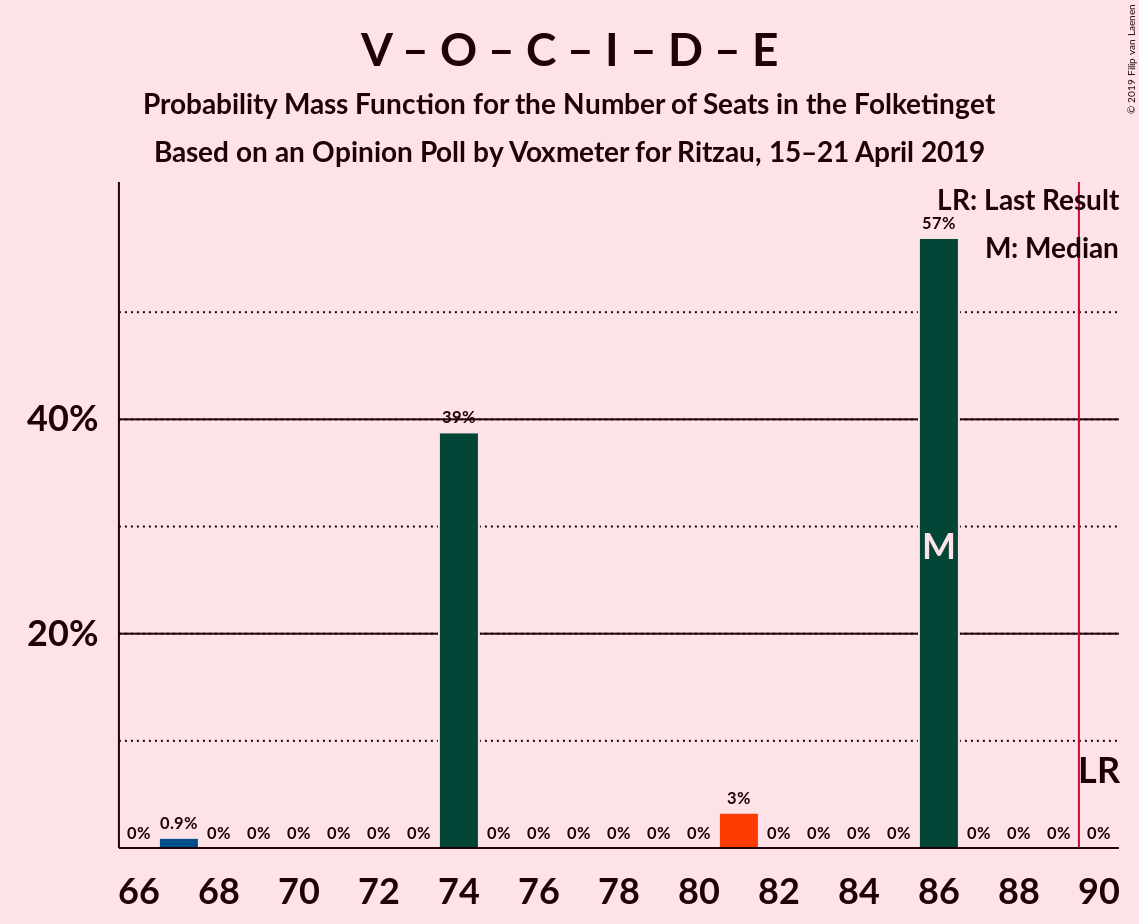 V – O – C – I – D – E
Probability Mass Function for the Number of Seats in the Folketinget
Based on an Opinion Poll by Voxmeter for Ritzau, 15–21 April 2019
© 2019 Filip van Laenen
LR: Last Result
M: Median
57%
40%
39%
M
20%
LR
0% 0.9% 0% 0% 0% 0% 0% 0% 0% 0% 0% 0% 0% 0% 3% 0% 0% 0% 0% 0% 0% 0% 0%
66 68 70 72 74 76 78 80 82 84 86 88 90